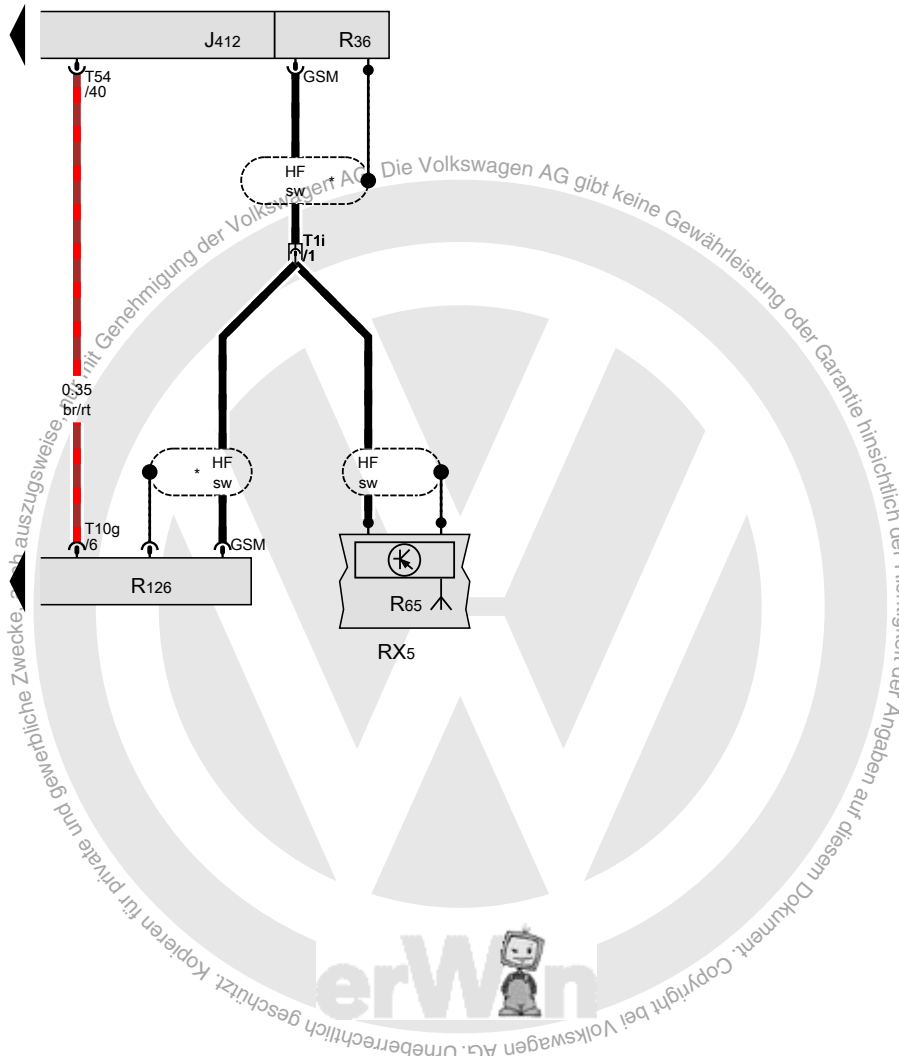 J412
R36
T54
/40
GSM
HF
sw
*
T1i
/1
0.35
br/rt
HF
*
sw
HF
sw
T10g
/6
GSM
R126
R65
RX5
auszugsweise, nur mit Genehmigung der Volkswagen AG. Die Volkswagen AG gibt keine Gewährleistung oder Garantie hinsichtlich der Richtigkeit der Angaben auf diesem Dokument. Copyright bei Volkswagen AG. Urheberrechtlich geschützt. Kopieren für private und gewerbliche Zwecke,
erWin